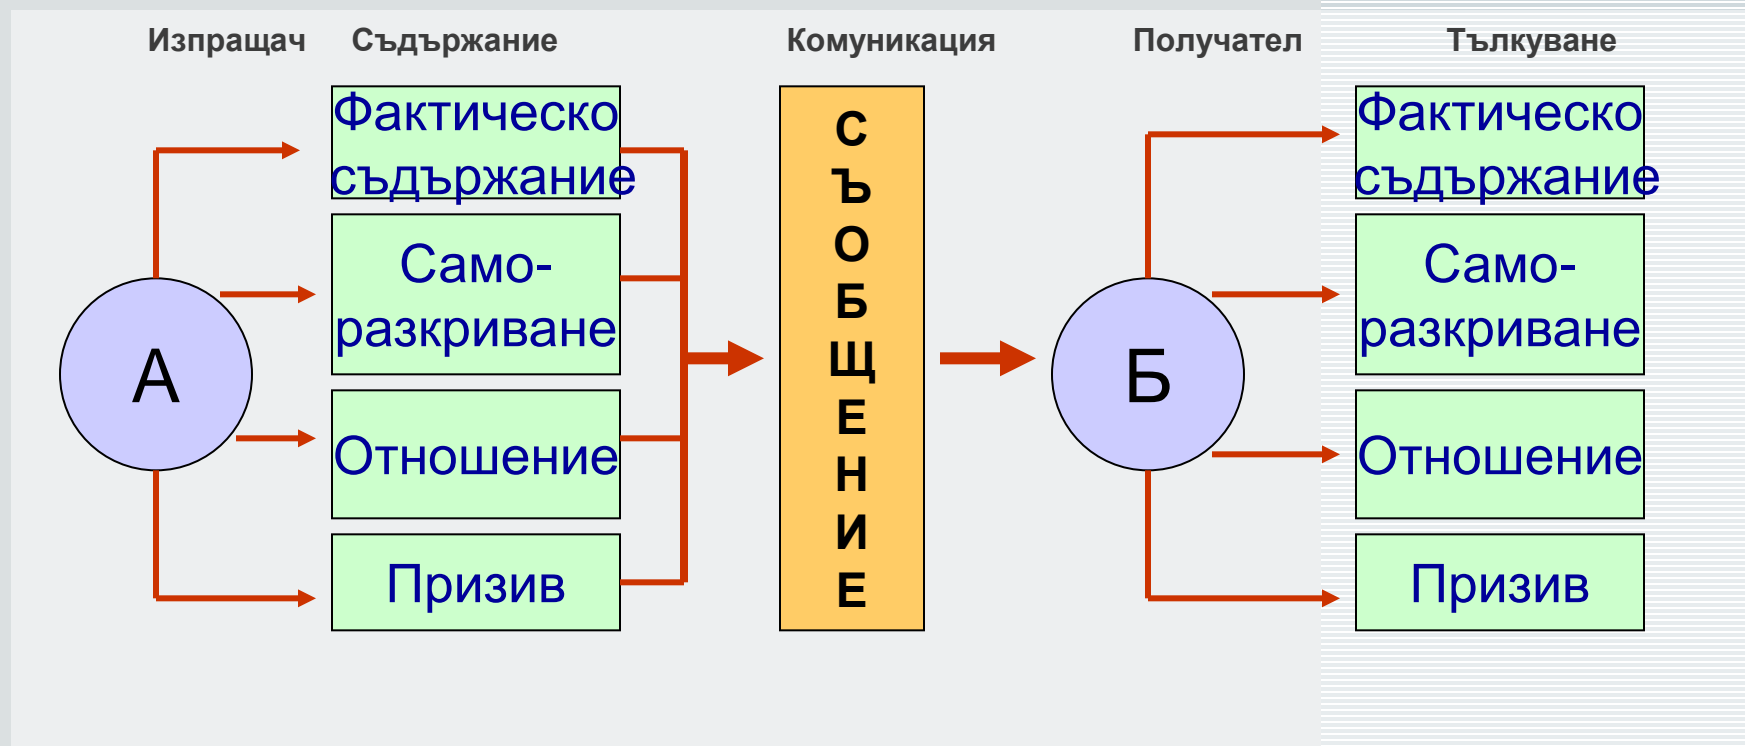 Изпращач Съдържание Комуникация Получател Тълкуване
А
Фактическо
съдържание
Само-
разкриване
Отношение
Призив
С
Ъ
О
Б
Щ
Е
Н
И
Е
Б
Фактическо
съдържание
Само-
разкриване
Отношение
Призив